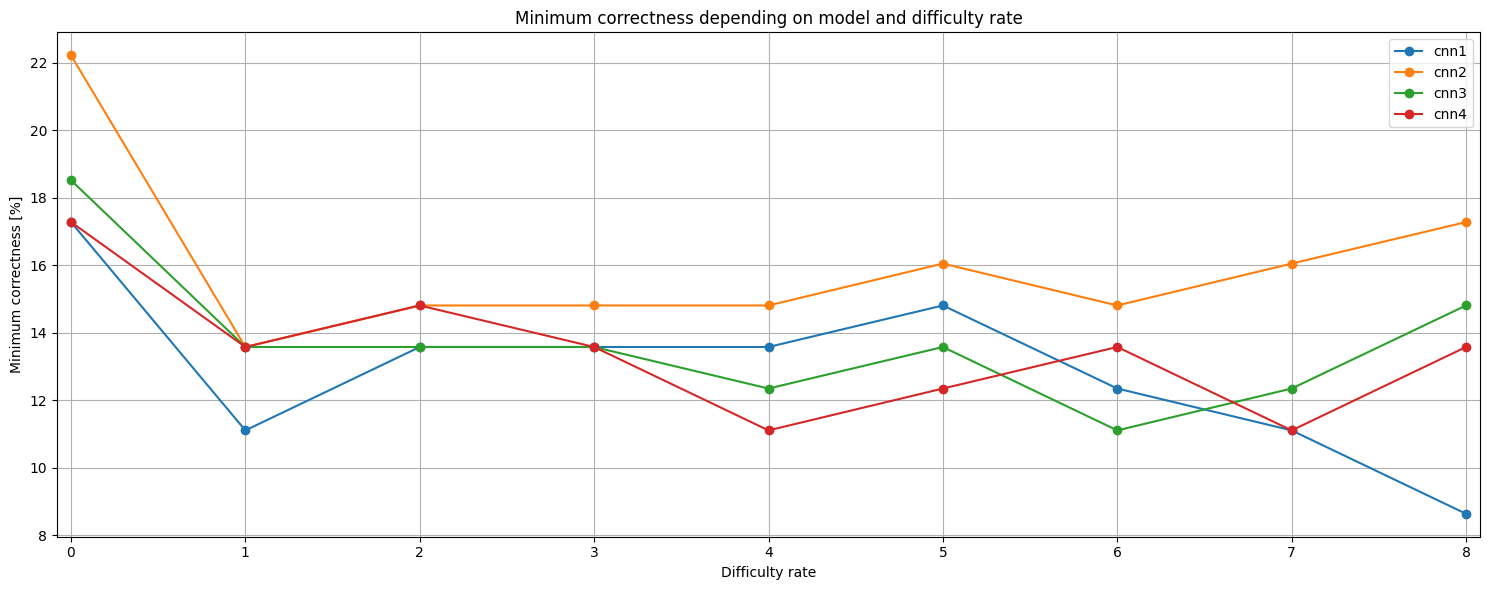 Minimum correctness depending on model and difficulty rate
cnn1
cnn2
cnn3
cnn4
Minimum correctness [%]
22
20
18
16
14
12
10
8
0 1 2 3 4 5 6 7 8
Difficulty rate